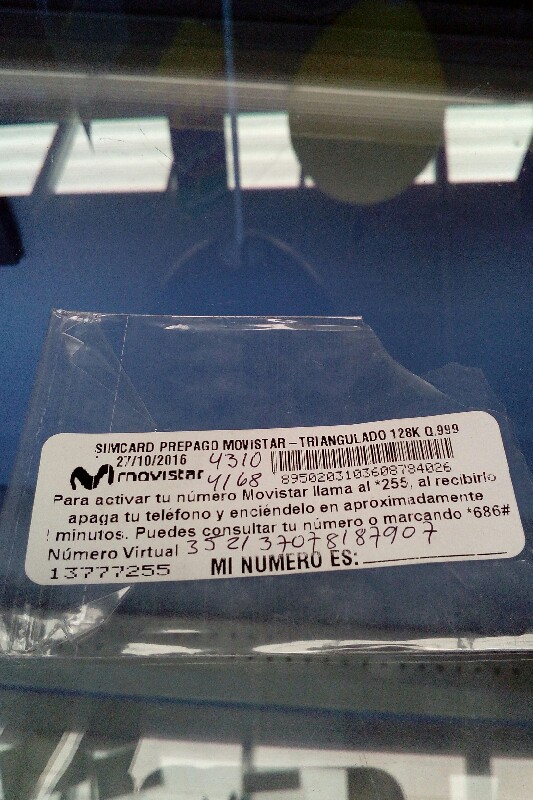 SIMCARD PREPAGO MOVISTAR - TRIANGULADO 128K Q.999
27/10/2016 4310
movistar 4168 8950203103608784026
Para activar tu número Movistar llama al *255, al recibirlo
apaga tu teléfono y enciéndelo en aproximadamente
minutos. Puedes consultar tu número o marcando *686#
Número Virtual 352137078187907
13777255 MI NUMERO ES: